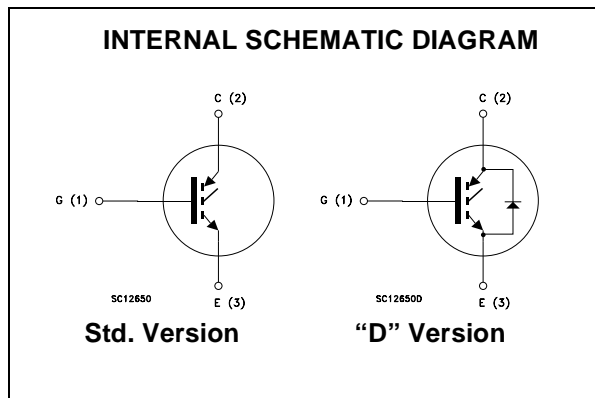 INTERNAL SCHEMATIC DIAGRAM
C (2) C (2)
G (1) G (1)
SC12650 E (3) SC12650D E (3)
Std. Version “D” Version